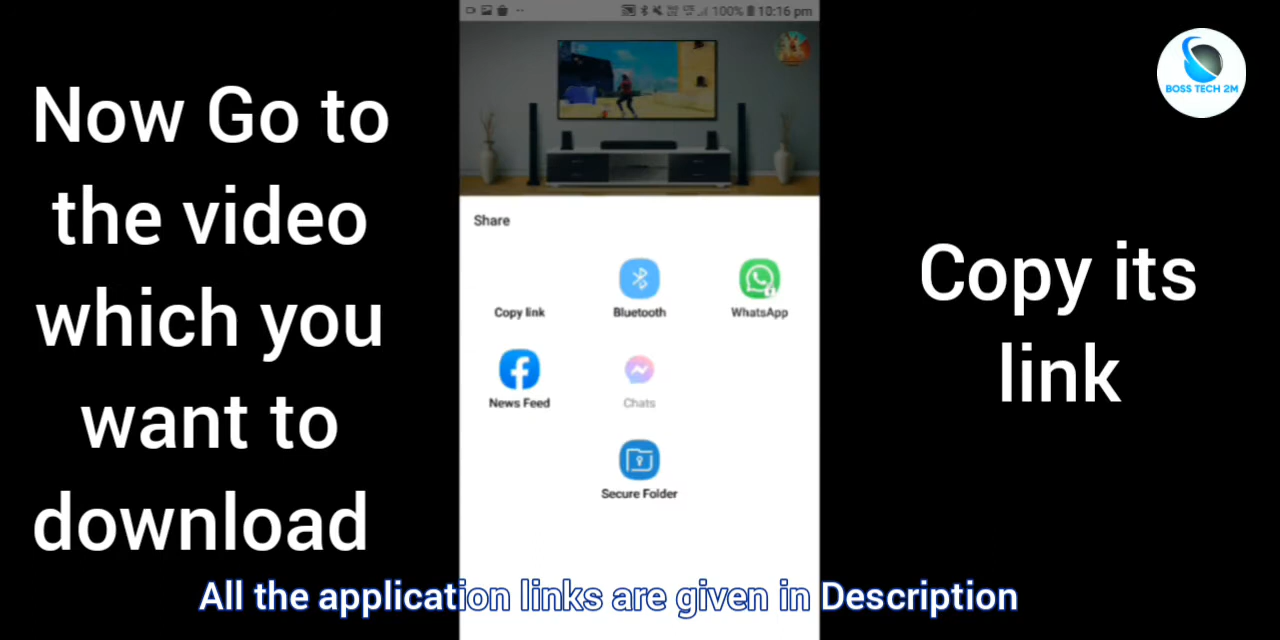 100% 10:16 pm
BOSS TECH 2M
Now Go to
the video
which you
want to
download
Share
Copy link
Bluetooth
WhatsApp
News Feed
Chats
Secure Folder
Copy its
link
All the application links are given in Description